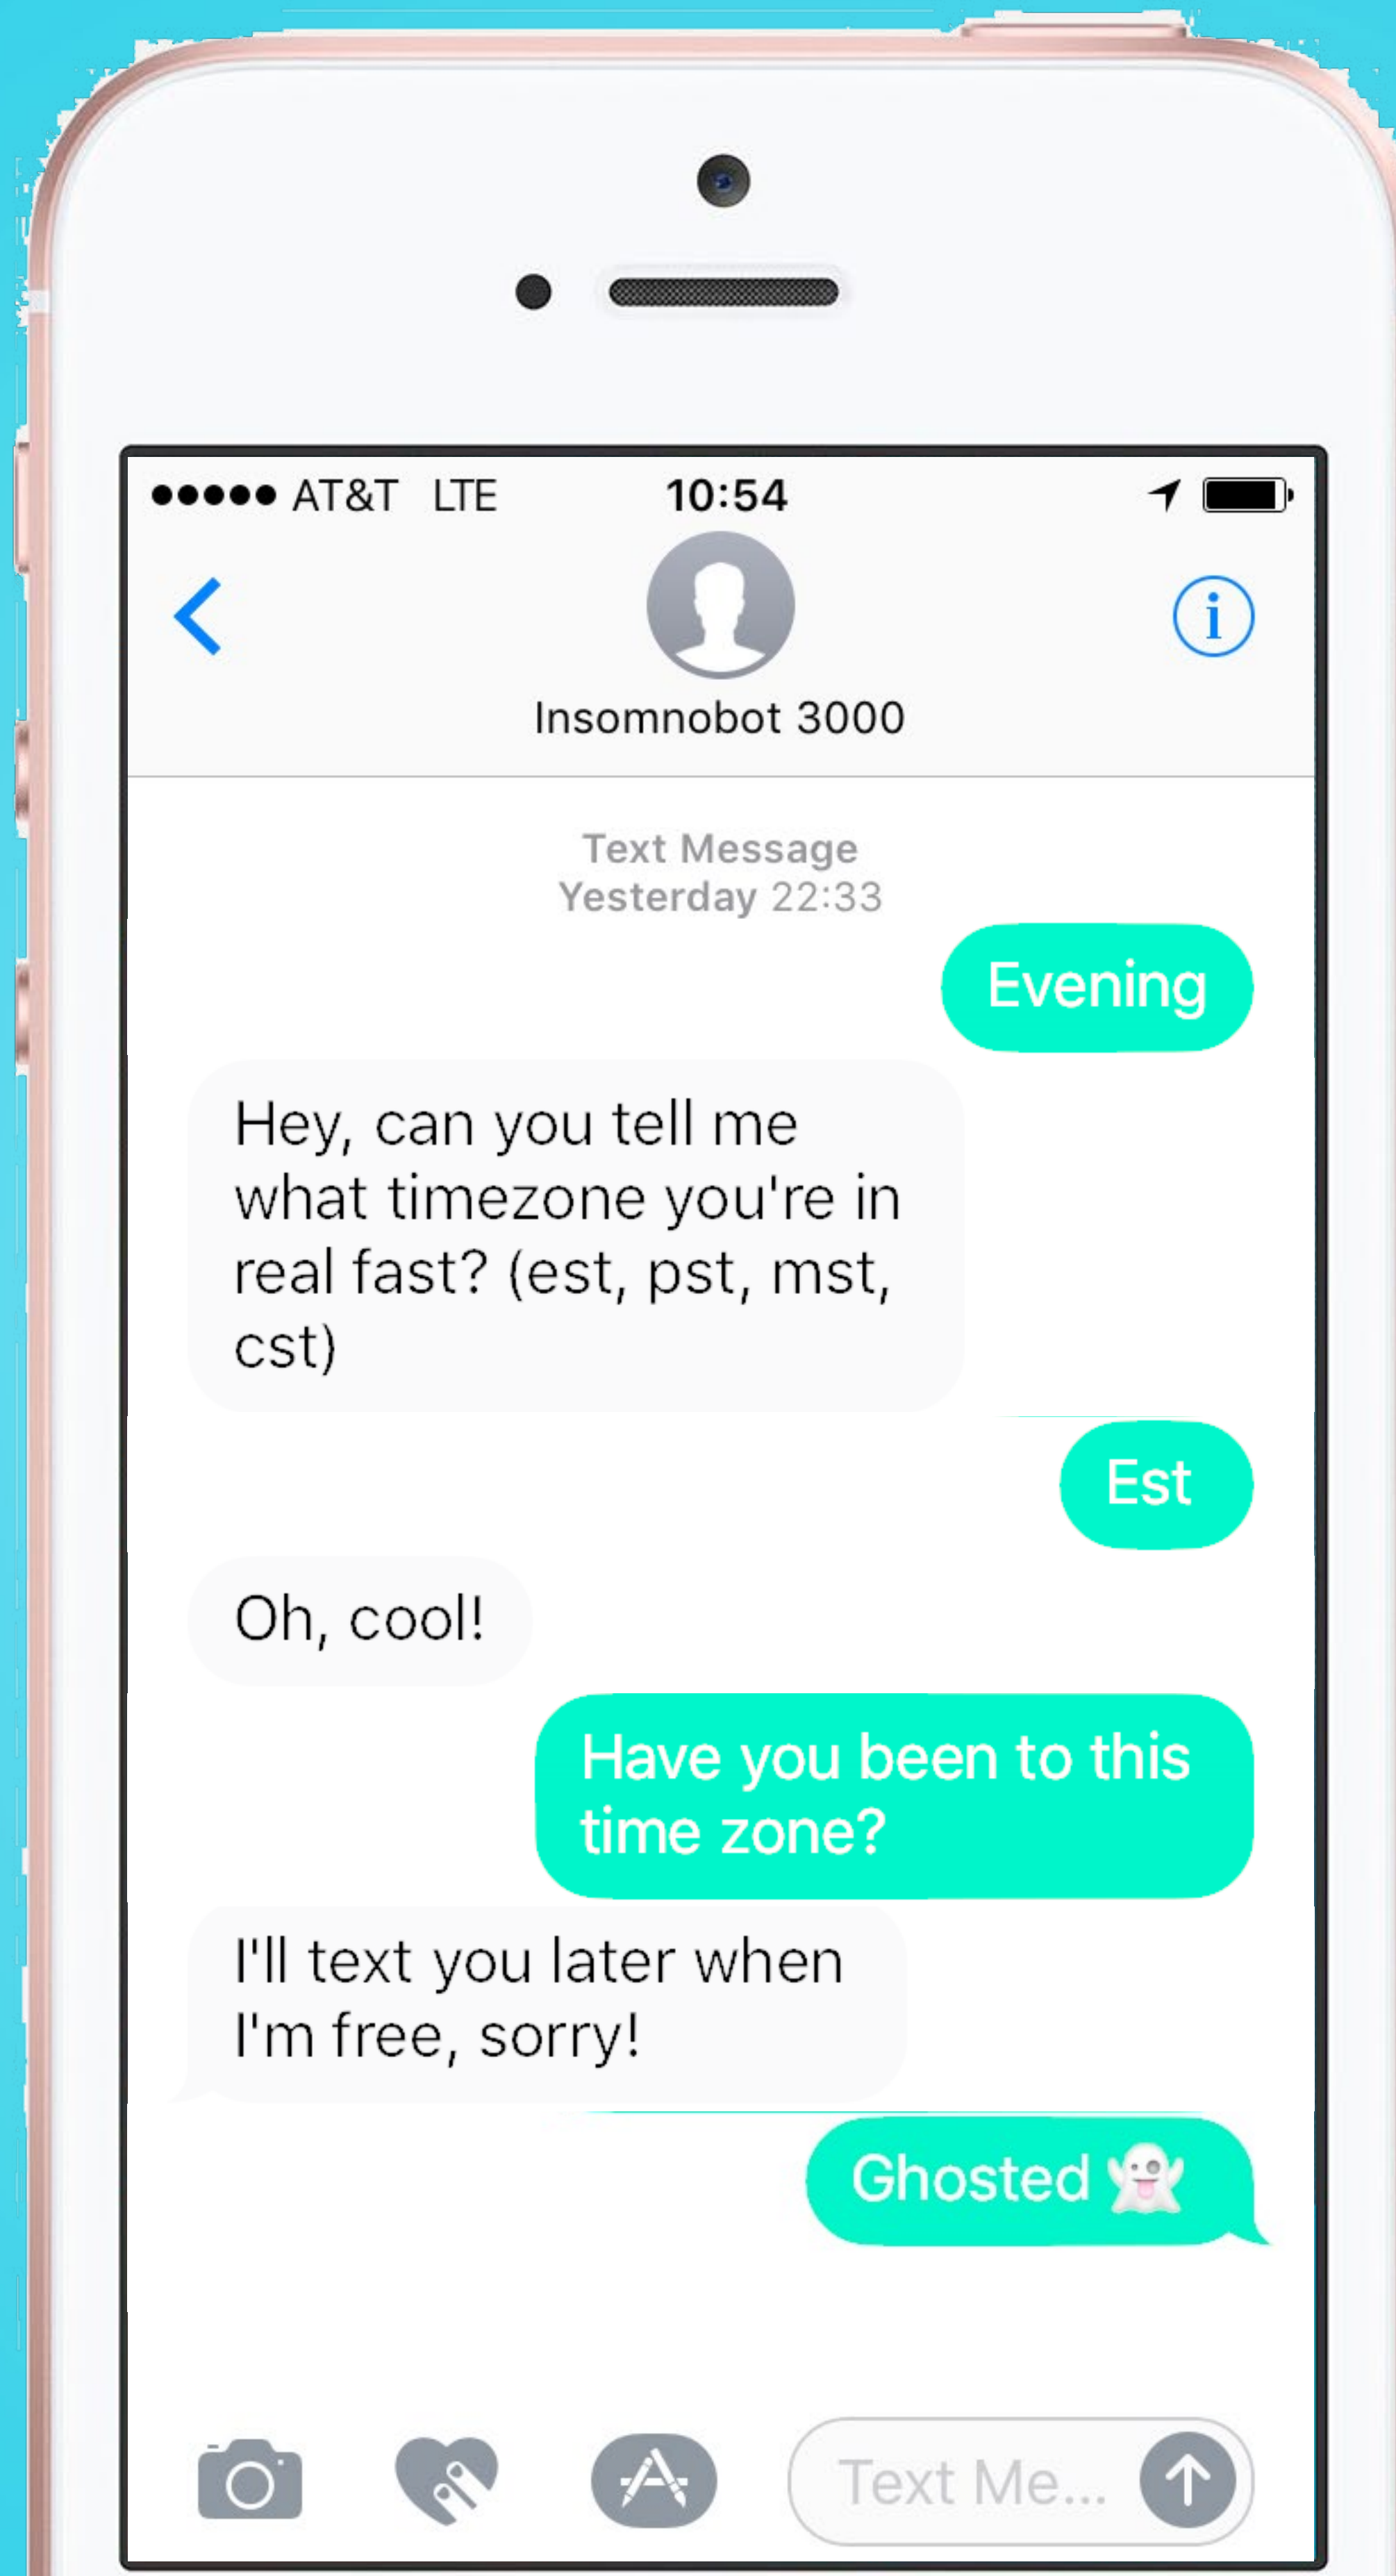 AT&T LTE 10:54
Insomnobot 3000
Text Message
Yesterday 22:33
Evening
Hey, can you tell me
what timezone you're in
real fast? (est, pst, mst,
cst)
Est
Oh, cool!
Have you been to this
time zone?
I'll text you later when
I'm free, sorry!
Ghosted 👻
Text Me...